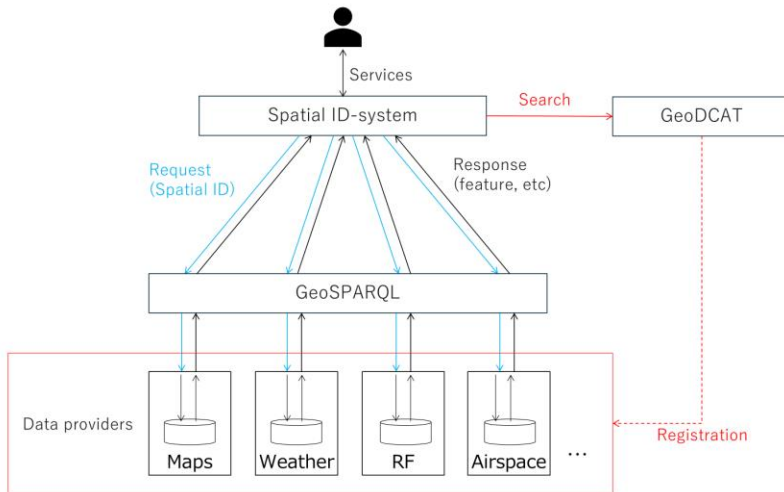 Services
Spatial ID-system
Search
GeoDCAT
Request
(Spatial ID)
Response
(feature, etc)
GeoSPARQL
Data providers
Registration
Maps
Weather
RF
Airspace
...